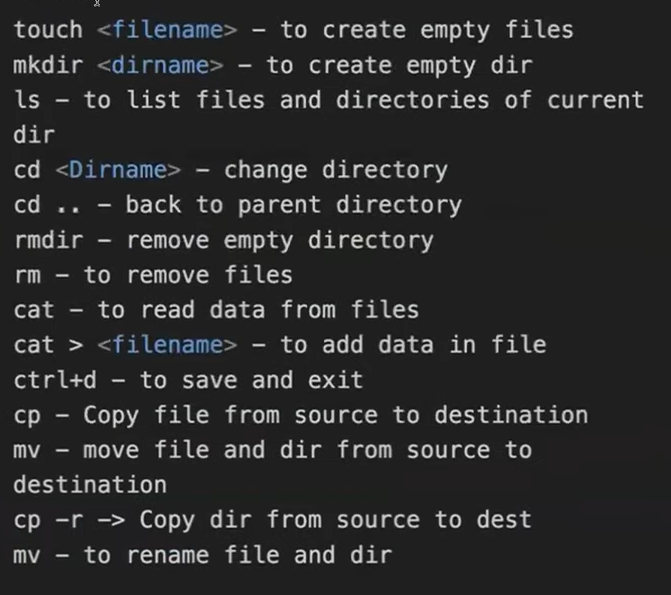 touch <filename> – to create empty files
mkdir <dirname> – to create empty dir
ls – to list files and directories of current
dir
cd <Dirname> – change directory
cd .. – back to parent directory
rmdir – remove empty directory
rm – to remove files
cat – to read data from files
cat > <filename> – to add data in file
ctrl+d – to save and exit
cp – Copy file from source to destination
mv – move file and dir from source to
destination
cp –r –> Copy dir from source to dest
mv – to rename file and dir